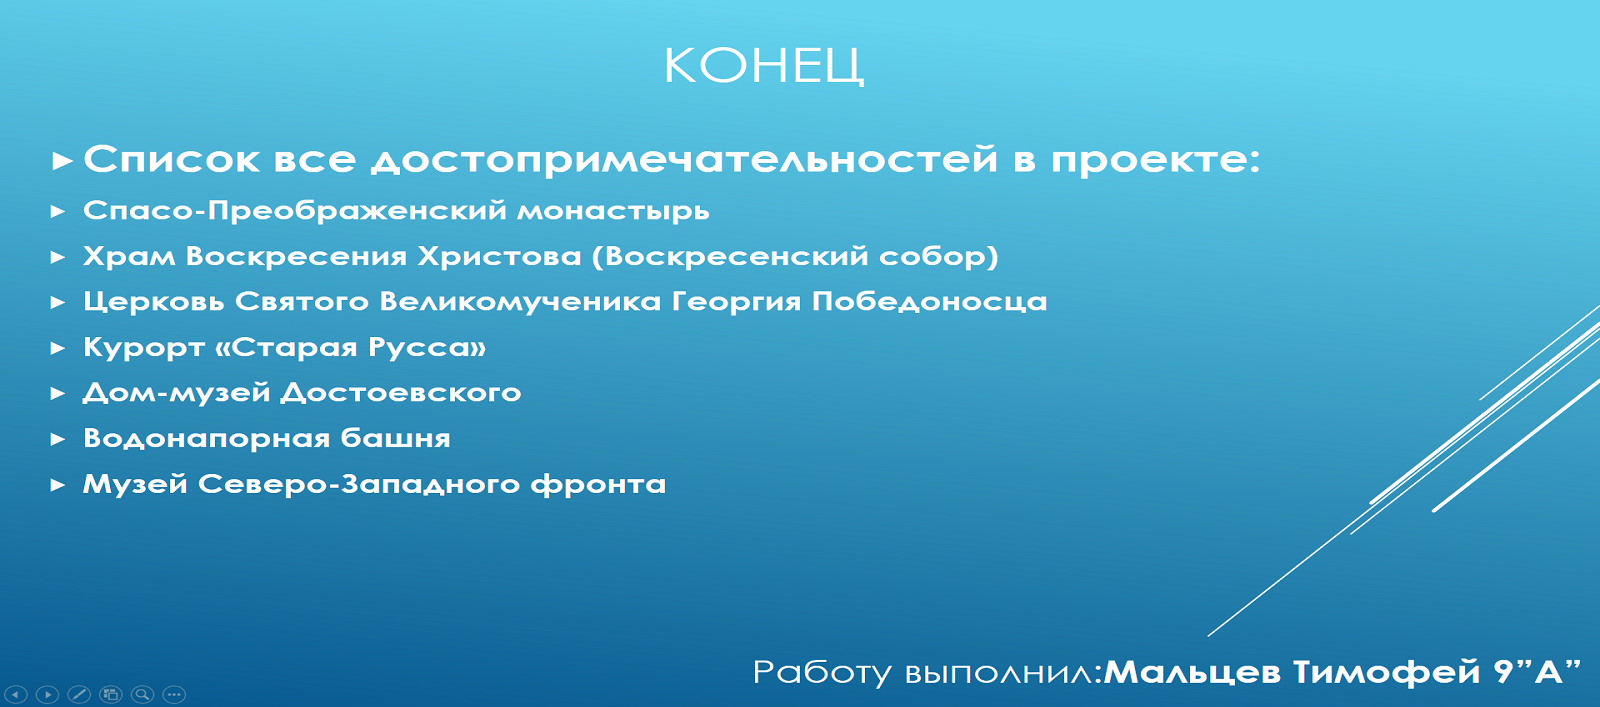 КОНЕЦ
Список все достопримечательностей в проекте:
Спасо-Преображенский монастырь
Храм Воскресения Христова (Воскресенский собор)
Церковь Святого Великомученика Георгия Победоносца
Курорт «Старая Русса»
Дом-музей Достоевского
Водонапорная башня
Музей Северо-Западного фронта
Работу выполнил:Мальцев Тимофей 9”А”